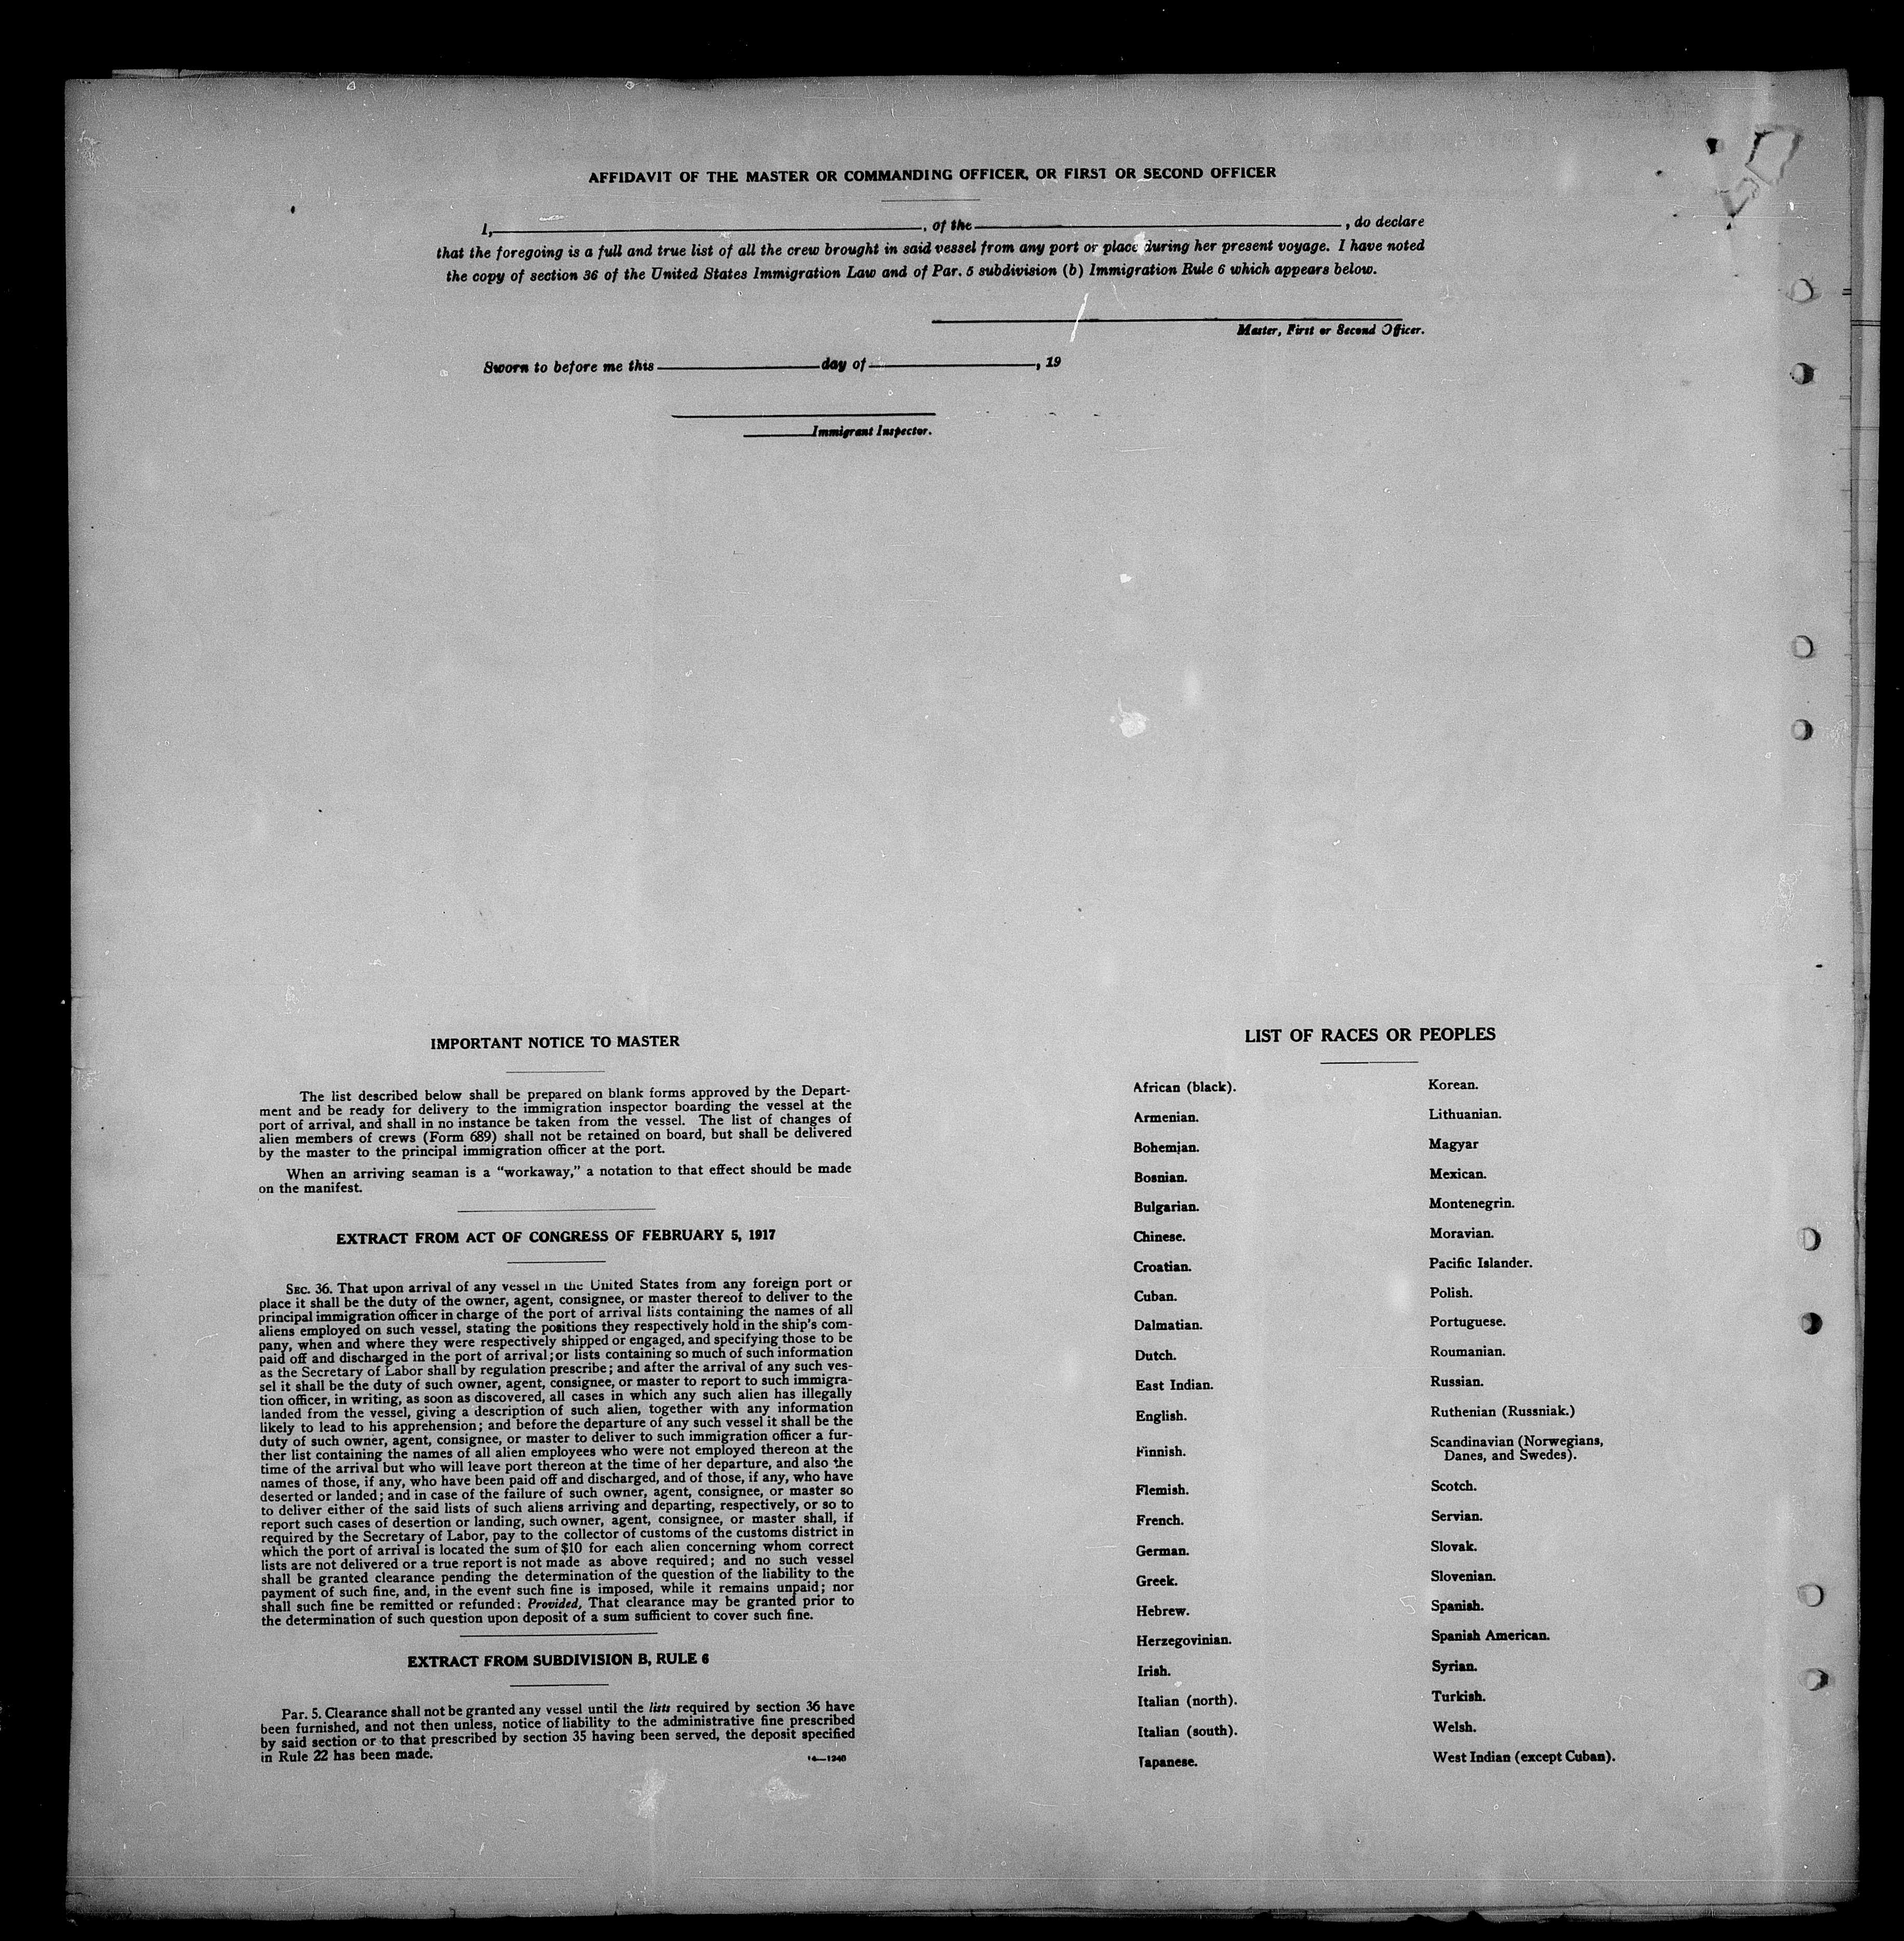 AFFIDAVIT OF THE MASTER OR COMMANDING OFFICER, OR FIRST OR SECOND OFFICER
I, , of the , do declare
that the foregoing is a full and true list of all the crew brought in said vessel from any port or place during her present voyage. I have noted
the copy of section 36 of the United States Immigration Law and of Par. 5 subdivision (b) Immigration Rule 6 which appears below.
Master, First or Second Officer.
Sworn to before me this day of , 19
Immigrant Inspector.
IMPORTANT NOTICE TO MASTER
The list described below shall be prepared on blank forms approved by the Depart-
ment and be ready for delivery to the immigration inspector boarding the vessel at the
port of arrival, and shall in no instance be taken from the vessel. The list of changes of
alien members of crews (Form 689) shall not be retained on board, but shall be delivered
by the master to the principal immigration officer at the port.
When an arriving seaman is a “workaway,” a notation to that effect should be made
on the manifest.
EXTRACT FROM ACT OF CONGRESS OF FEBRUARY 5, 1917
SEC. 36. That upon arrival of any vessel in the United States from any foreign port or
place it shall be the duty of the owner, agent, consignee, or master thereof to deliver to the
principal immigration officer in charge of the port of arrival lists containing the names of all
aliens employed on such vessel, stating the positions they respectively hold in the ship's com-
pany, when and where they were respectively shipped or engaged, and specifying those to be
paid off and discharged in the port of arrival; or lists containing so much of such information
as the Secretary of Labor shall by regulation prescribe; and after the arrival of any such ves-
sel it shall be the duty of such owner, agent, consignee, or master to report to such immigra-
tion officer, in writing, as soon as discovered, all cases in which any such alien has illegally
landed from the vessel, giving a description of such alien, together with any information
likely to lead to his apprehension; and before the departure of any such vessel it shall be the
duty of such owner, agent, consignee, or master to deliver to such immigration officer a fur-
ther list containing the names of all alien employees who were not employed thereon at the
time of the arrival but who will leave port thereon at the time of her departure, and also the
names of those, if any, who have been paid off and discharged, and of those, if any, who have
deserted or landed; and in case of the failure of such owner, agent, consignee, or master so
to deliver either of the said lists of such aliens arriving and departing, respectively, or so to
report such cases of desertion or landing, such owner, agent, consignee, or master shall, if
required by the Secretary of Labor, pay to the collector of customs of the customs district in
which the port of arrival is located the sum of $10 for each alien concerning whom correct
lists are not delivered or a true report is not made as above required; and no such vessel
shall be granted clearance pending the determination of the question of the liability to the
payment of such fine, and, in the event such fine is imposed, while it remains unpaid; nor
shall such fine be remitted or refunded: Provided, That clearance may be granted prior to
the determination of such question upon deposit of a sum sufficient to cover such fine.
EXTRACT FROM SUBDIVISION B, RULE 6
Par. 5. Clearance shall not be granted any vessel until the lists required by section 36 have
been furnished, and not then unless, notice of liability to the administrative fine prescribed
by said section or to that prescribed by section 35 having been served, the deposit specified
in Rule 22 has been made.
14—1240
LIST OF RACES OR PEOPLES
African (black).
Armenian.
Bohemian.
Bosnian.
Bulgarian.
Chinese.
Croatian.
Cuban.
Dalmatian.
Dutch.
East Indian.
English.
Finnish.
Flemish.
French.
German.
Greek.
Hebrew.
Herzegovinian.
Irish.
Italian (north).
Italian (south).
Japanese.
Korean.
Lithuanian.
Magyar
Mexican.
Montenegrin.
Moravian.
Pacific Islander.
Polish.
Portuguese.
Roumanian.
Russian.
Ruthenian (Russniak.)
Scandinavian (Norwegians,
Danes, and Swedes).
Scotch.
Servian.
Slovak.
Slovenian.
Spanish.
Spanish American.
Syrian.
Turkish.
Welsh.
West Indian (except Cuban).